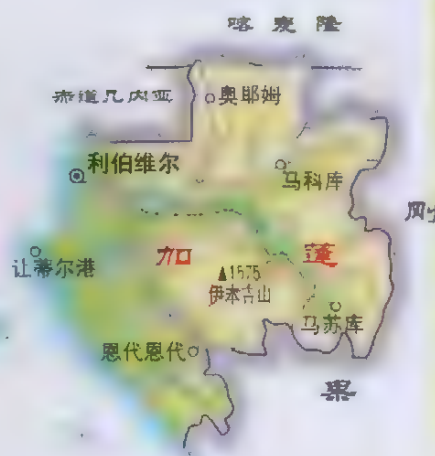 喀麦隆
赤道几内亚
奥耶姆
利伯维尔
马科库
让蒂尔港
加蓬
▲1575
伊本吉山
马苏库
恩代恩代
果